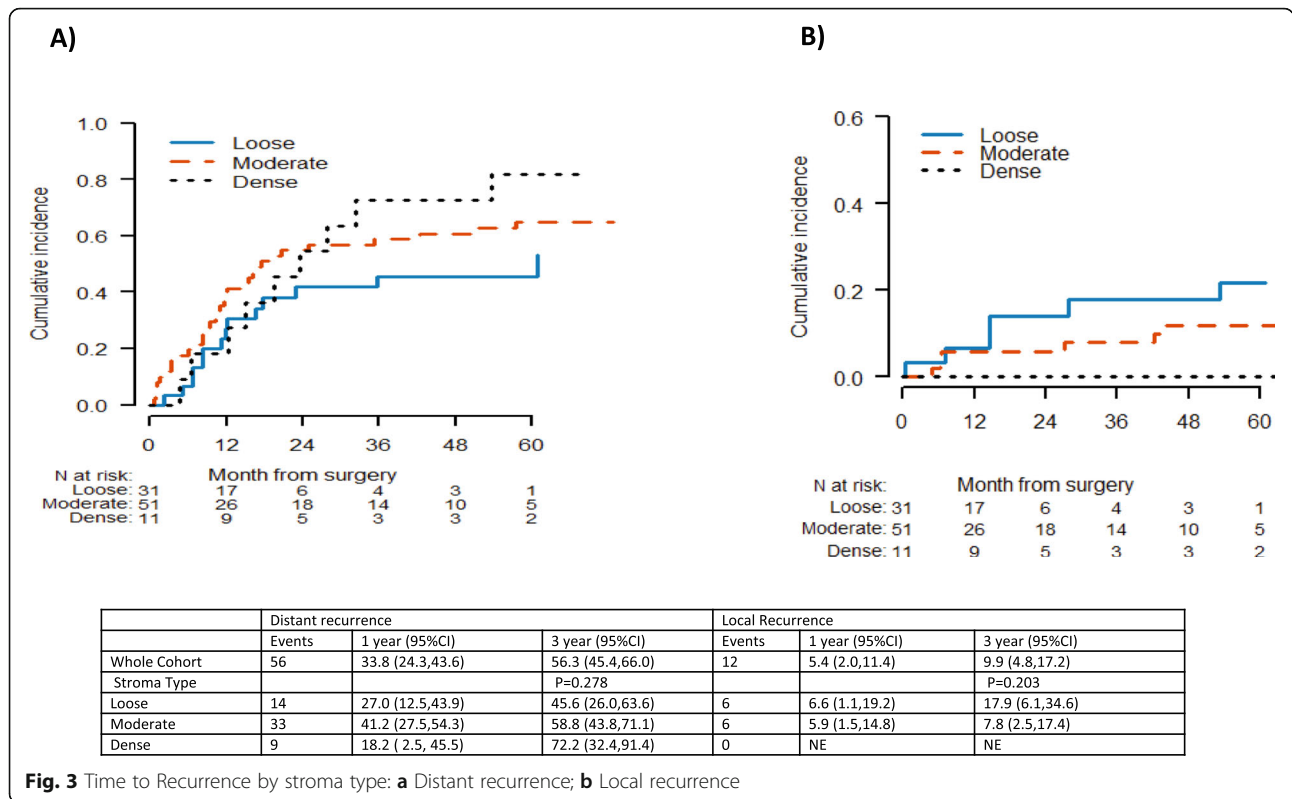 A)
B)
Cumulative incidence
1.0
0.8
0.6
0.4
0.2
0.0
Loose
Moderate
Dense
0 12 24 36 48 60
N at risk: Month from surgery
Loose: 31 17 6 4 3 1
Moderate: 51 26 18 14 10 5
Dense: 11 9 5 3 3 2
Cumulative incidence
0.6
0.4
0.2
0.0
Loose
Moderate
Dense
0 12 24 36 48 60
N at risk: Month from surgery
Loose: 31 17 6 4 3 1
Moderate: 51 26 18 14 10 5
Dense: 11 9 5 3 3 2
Distant recurrence Local Recurrence
Events 1 year (95%CI) 3 year (95%CI) Events 1 year (95%CI) 3 year (95%CI)
Whole Cohort 56 33.8 (24.3,43.6) 56.3 (45.4,66.0) 12 5.4 (2.0,11.4) 9.9 (4.8,17.2)
Stroma Type P=0.278 P=0.203
Loose 14 27.0 (12.5,43.9) 45.6 (26.0,63.6) 6 6.6 (1.1,19.2) 17.9 (6.1,34.6)
Moderate 33 41.2 (27.5,54.3) 58.8 (43.8,71.1) 6 5.9 (1.5,14.8) 7.8 (2.5,17.4)
Dense 9 18.2 ( 2.5, 45.5) 72.2 (32.4,91.4) 0 NE NE
Fig. 3 Time to Recurrence by stroma type: a Distant recurrence; b Local recurrence